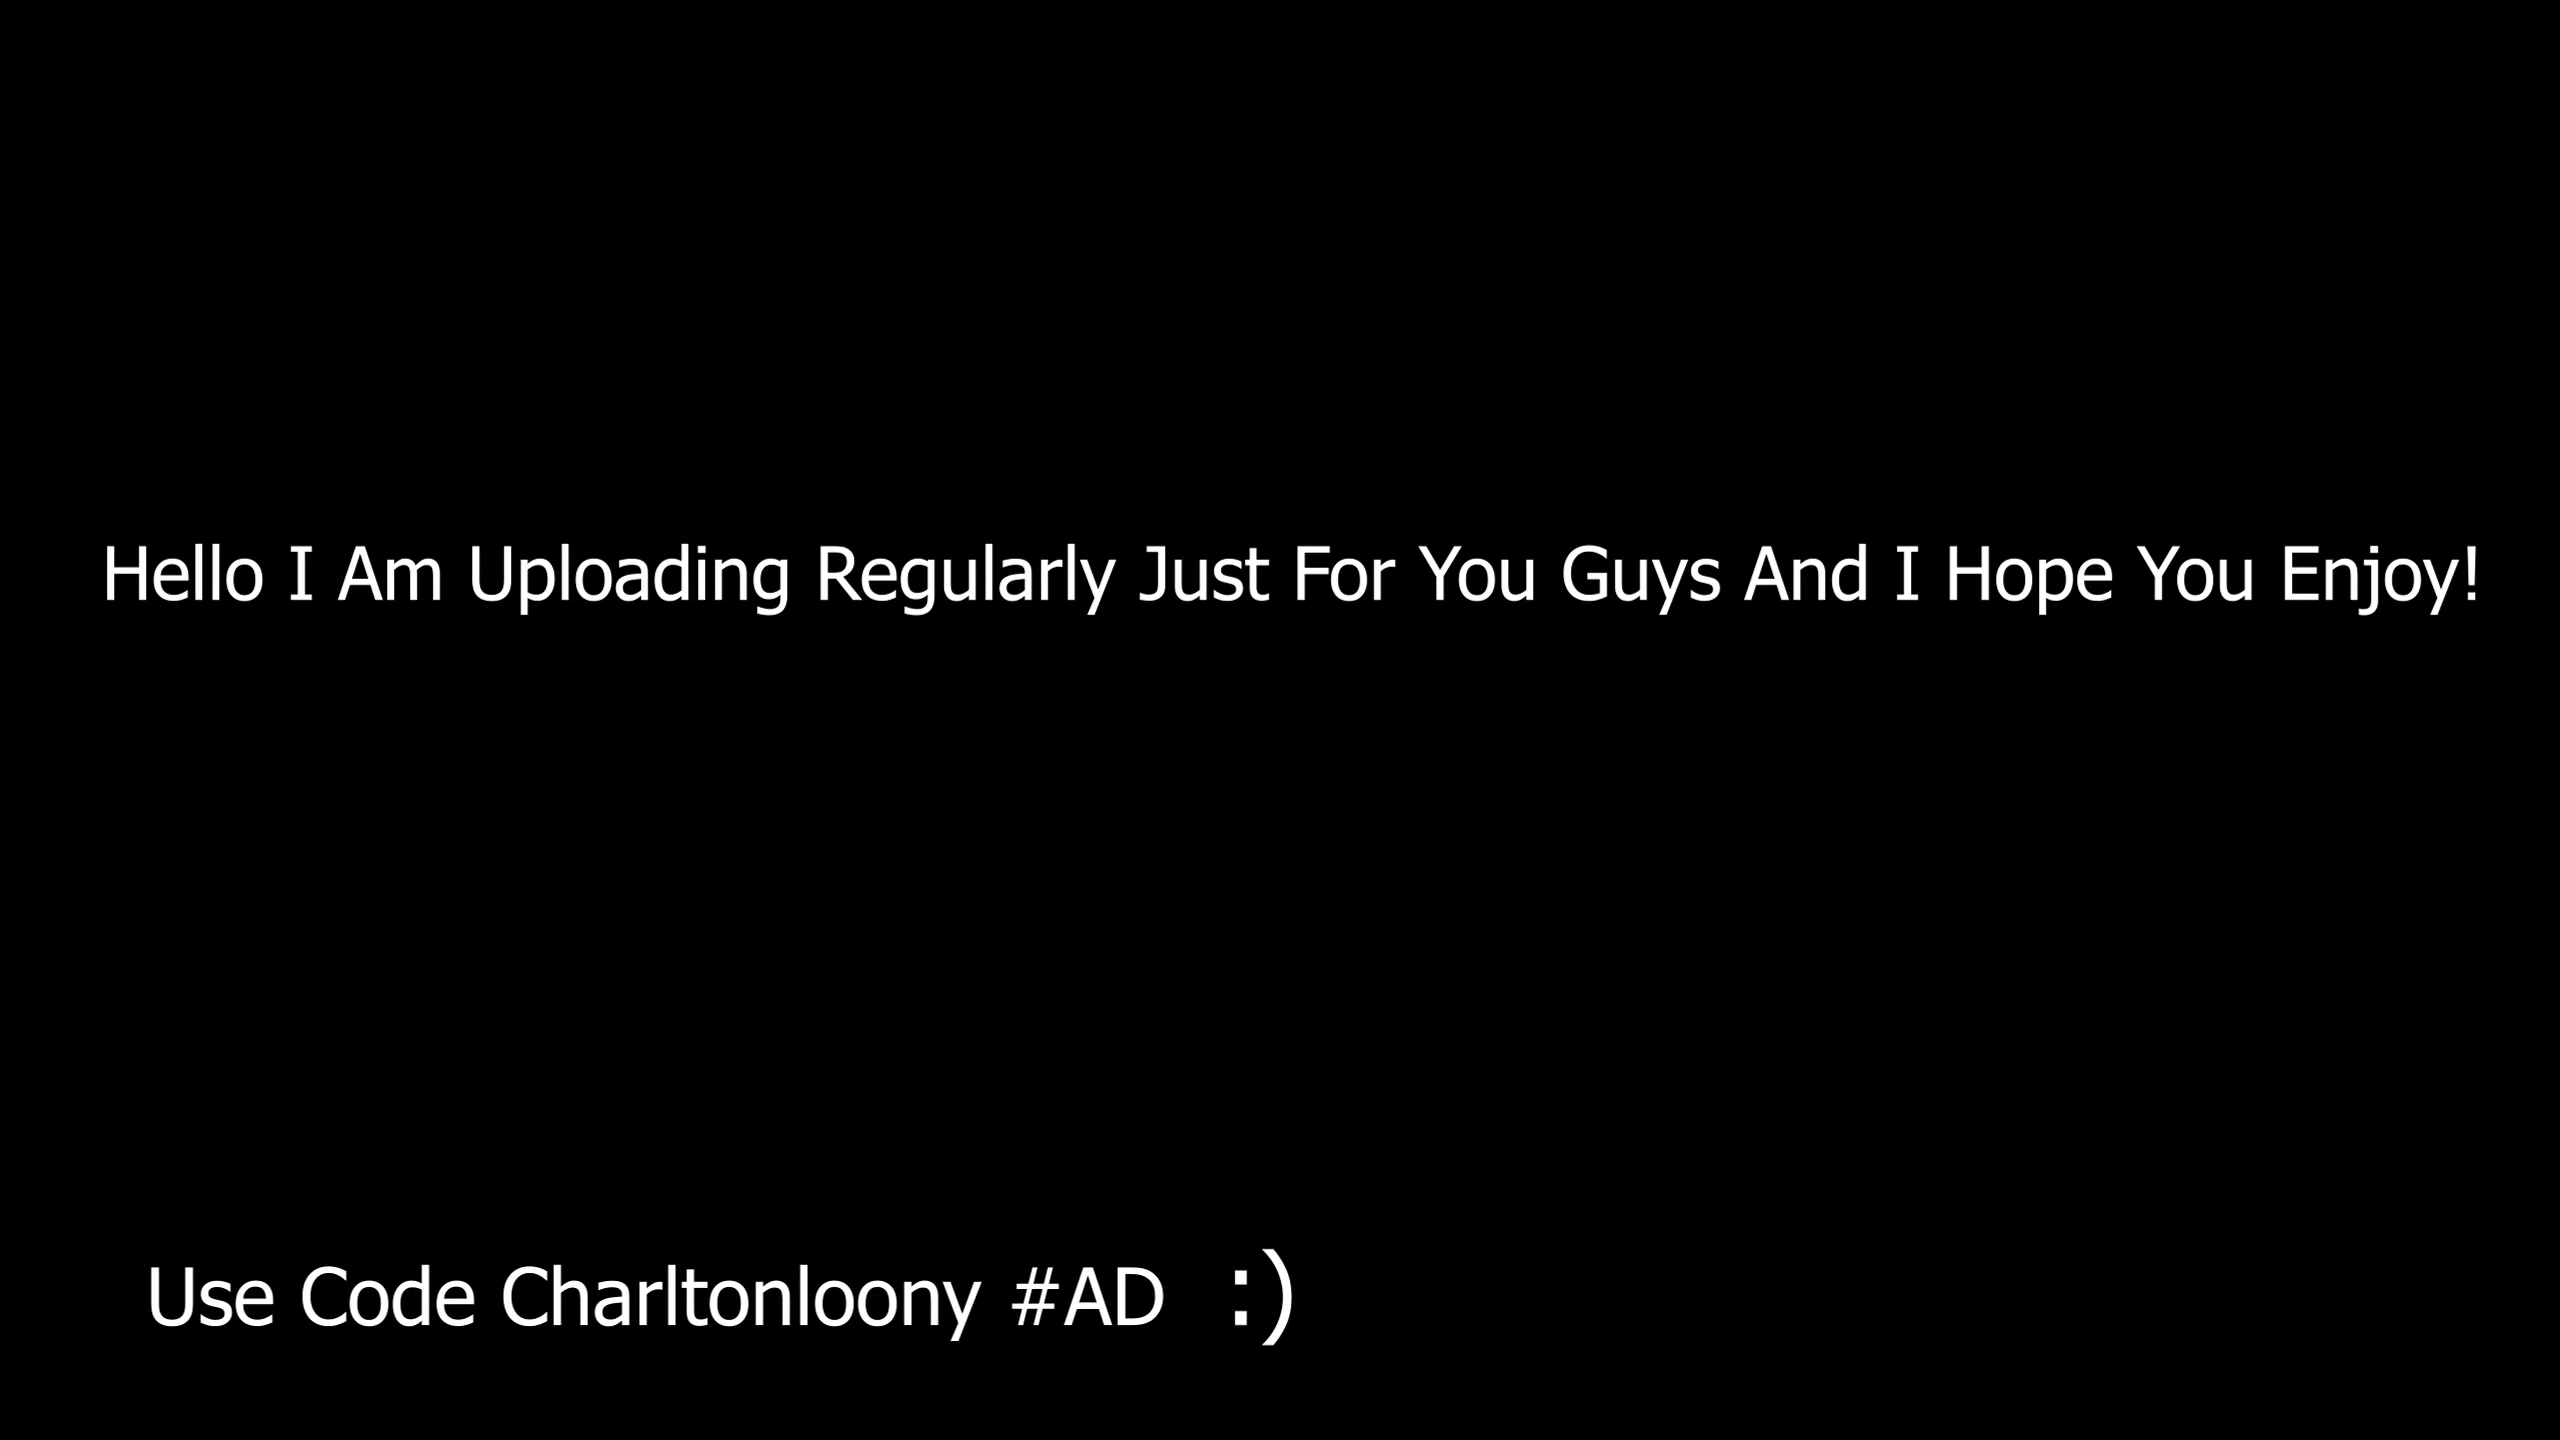 Hello I Am Uploading Regularly Just For You Guys And I Hope You Enjoy!
Use Code Charltonloony #AD :)